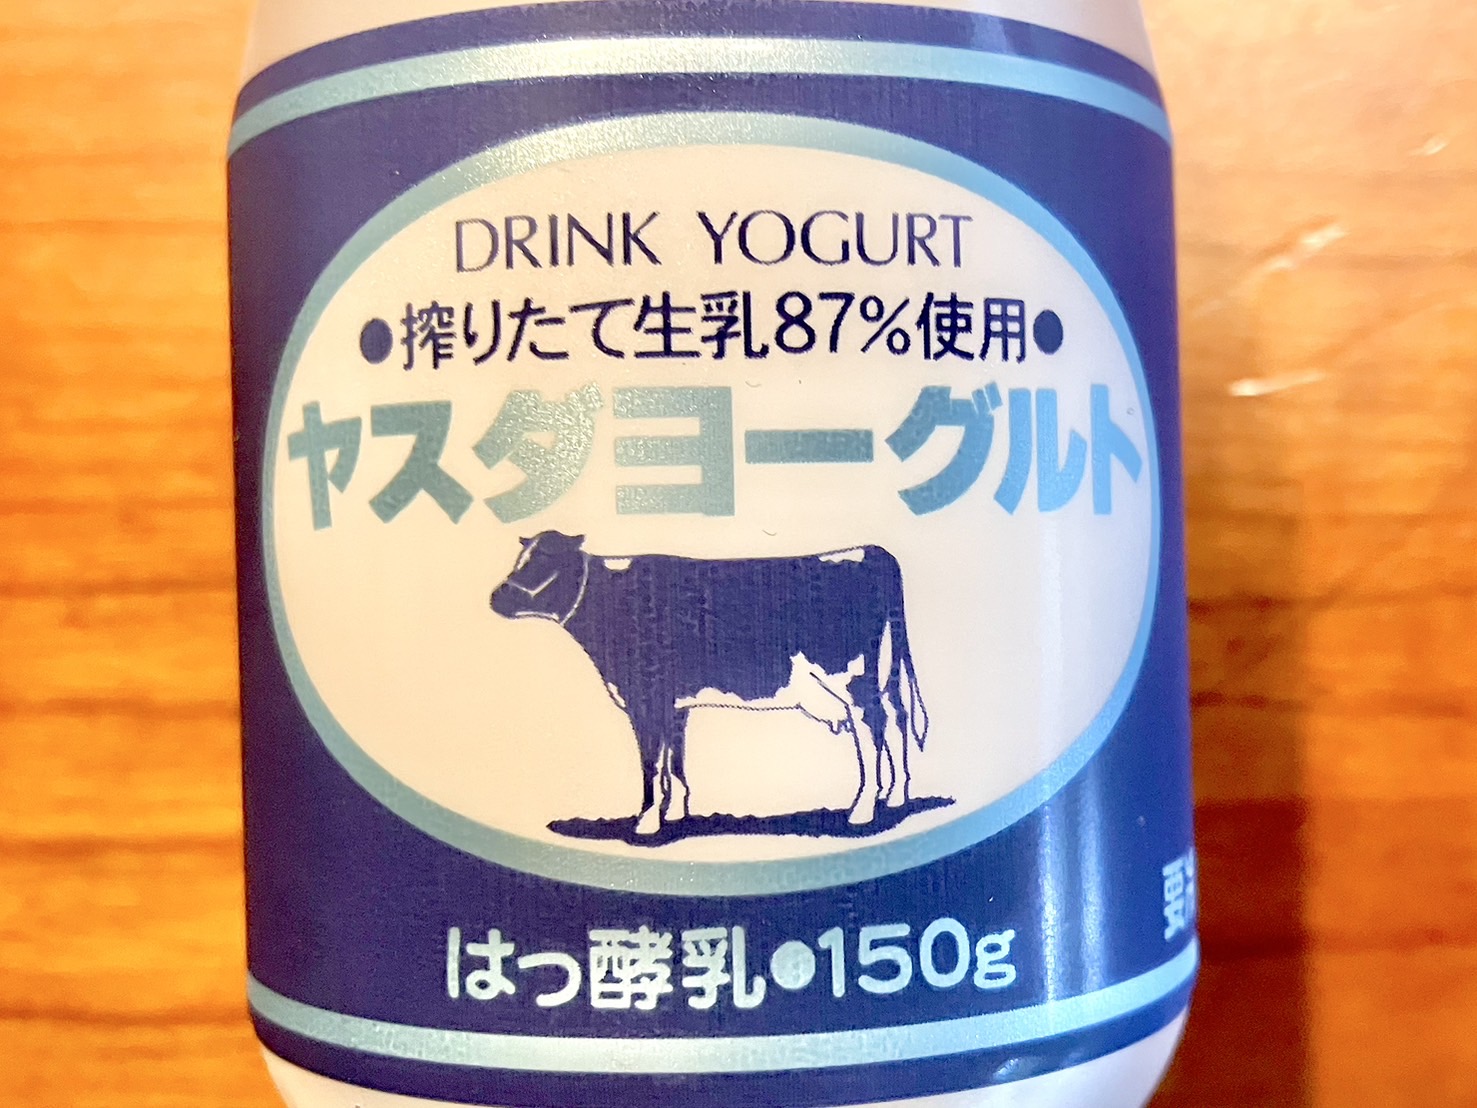 DRINK YOGURT
●搾りたて生乳87%使用●
ヤスダヨーグルト
はっ酵乳●150g